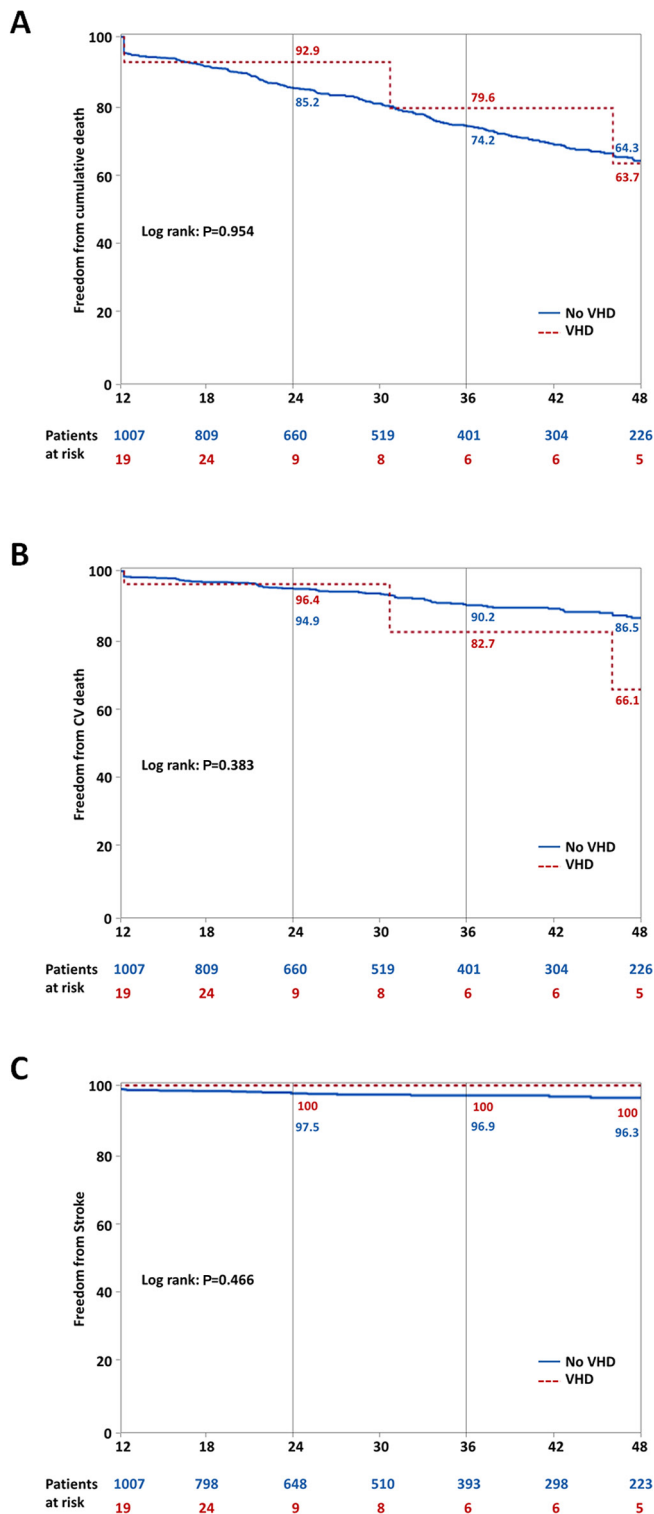 A
Freedom from cumulative death
100
80
60
40
20
0
92.9
85.2
79.6
74.2
64.3
63.7
Log rank: P=0.954
No VHD
VHD
12 18 24 30 36 42 48
Patients at risk
1007 809 660 519 401 304 226
19 24 9 8 6 6 5
B
Freedom from CV death
100
80
60
40
20
0
96.4
94.9
90.2
82.7
86.5
66.1
Log rank: P=0.383
No VHD
VHD
12 18 24 30 36 42 48
Patients at risk
1007 809 660 519 401 304 226
19 24 9 8 6 6 5
C
Freedom from Stroke
100
80
60
40
20
0
100 100 100
97.5 96.9 96.3
Log rank: P=0.466
No VHD
VHD
12 18 24 30 36 42 48
Patients at risk
1007 798 648 510 393 298 223
19 24 9 8 6 6 5